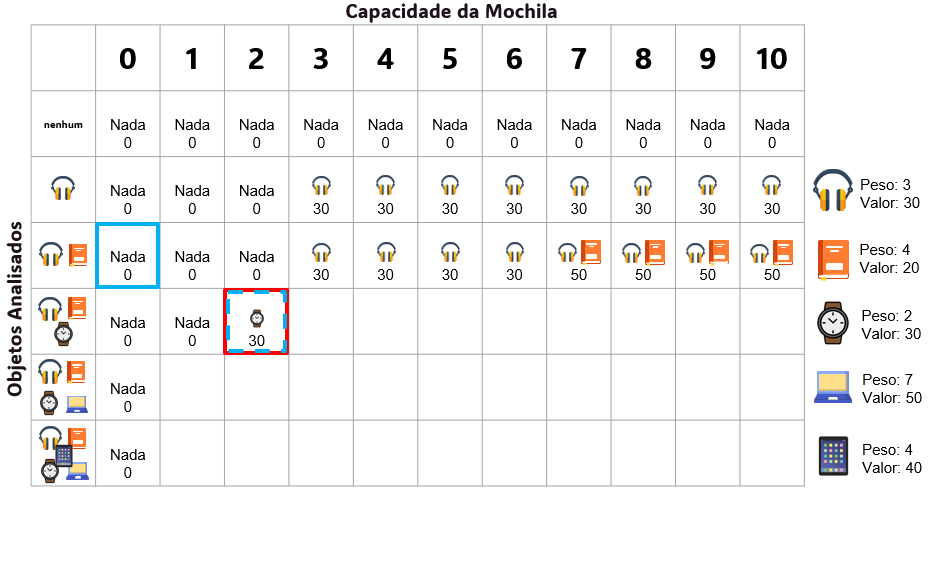 Capacidade da Mochila
0 1 2 3 4 5 6 7 8 9 10
Objetos Analisados
nenhum
Nada Nada Nada Nada Nada Nada Nada Nada Nada Nada Nada
0 0 0 0 0 0 0 0 0 0 0
Nada Nada Nada
0 0 0 30 30 30 30 30 30 30 30
Peso: 3
Valor: 30
Nada Nada Nada
0 0 0 30 30 30 30 50 50 50 50
Peso: 4
Valor: 20
Nada Nada
0 0 30
Peso: 2
Valor: 30
Nada
0
Peso: 7
Valor: 50
Nada
0
Peso: 4
Valor: 40